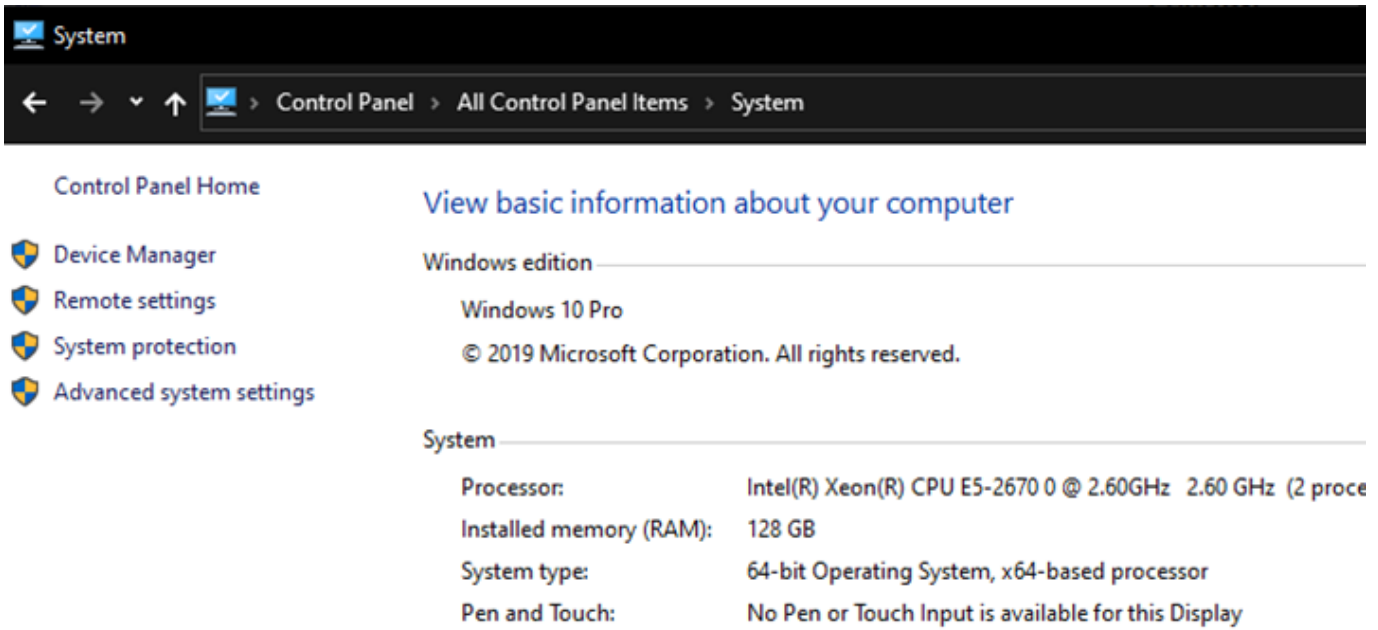 System
Control Panel > All Control Panel Items > System
Control Panel Home
Device Manager
Remote settings
System protection
Advanced system settings
View basic information about your computer
Windows edition
Windows 10 Pro
© 2019 Microsoft Corporation. All rights reserved.
System
Processor: Intel(R) Xeon(R) CPU E5-2670 0 @ 2.60GHz 2.60 GHz (2 proce
Installed memory (RAM): 128 GB
System type: 64-bit Operating System, x64-based processor
Pen and Touch: No Pen or Touch Input is available for this Display